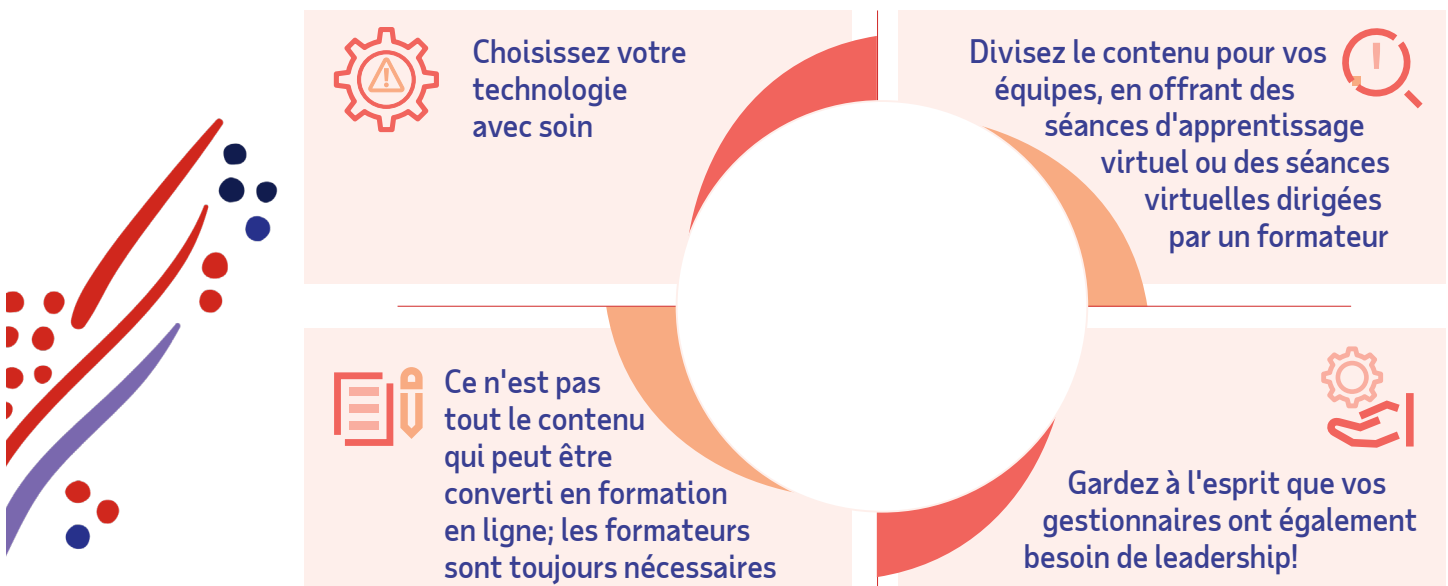 Choisissez votre
technologie
avec soin
Divisez le contenu pour vos
équipes, en offrant des
séances d'apprentissage
virtuel ou des séances
virtuelles dirigées
par un formateur
Ce n'est pas
tout le contenu
qui peut être
converti en formation
en ligne; les formateurs
sont toujours nécessaires
Gardez à l'esprit que vos
gestionnaires ont également
besoin de leadership!